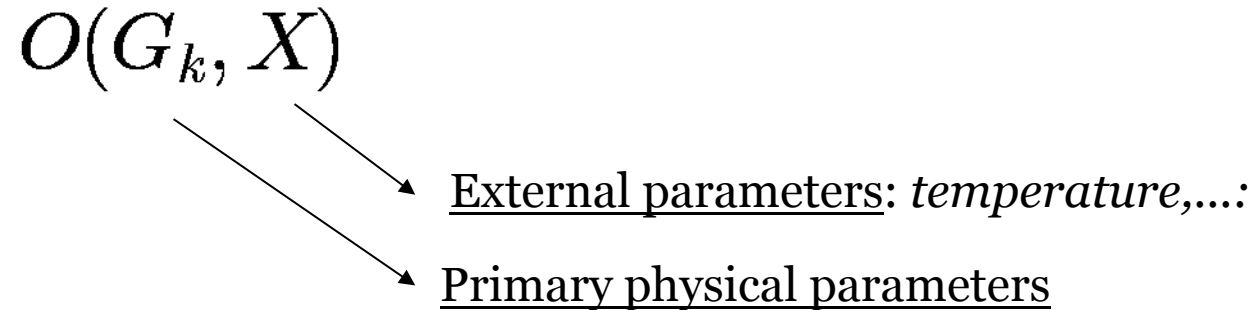 O(G_k, X)
External parameters: temperature,...:
Primary physical parameters